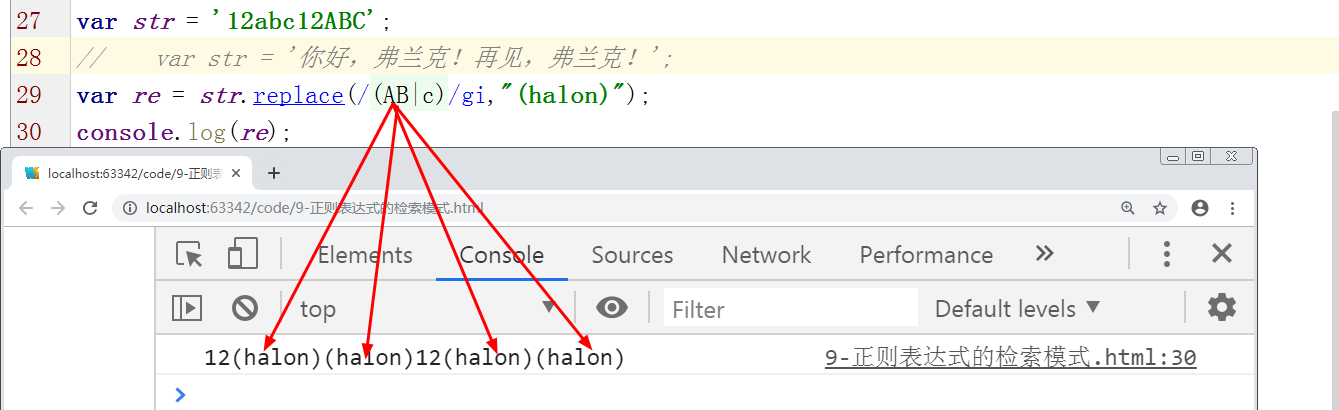 27 var str = '12abc12ABC';
28 // var str = '你好，弗兰克！再见，弗兰克！';
29 var re = str.replace(/(AB|c)/gi,"(halon)");
30 console.log(re);
localhost:63342/code/9-正则表
localhost:63342/code/9-正则表达式的检索模式.html
Elements Console Sources Network Performance
top Filter Default levels
12(halon)(halon)12(halon)(halon) 9-正则表达式的检索模式.html:30